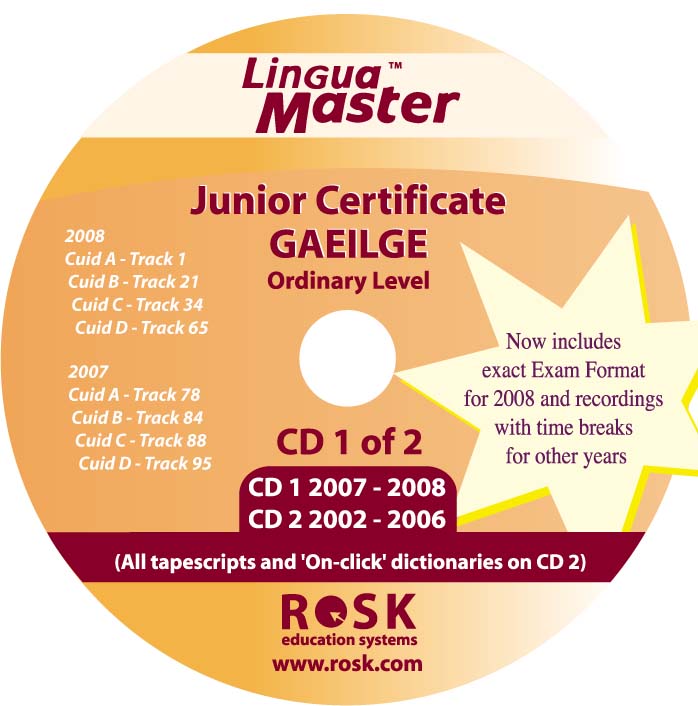 Lingua™
Master
Junior Certificate
GAEILGE
Ordinary Level
2008
Cuid A - Track 1
Cuid B - Track 21
Cuid C - Track 34
Cuid D - Track 65
2007
Cuid A - Track 78
Cuid B - Track 84
Cuid C - Track 88
Cuid D - Track 95
Now includes
exact Exam Format
for 2008 and recordings
with time breaks
for other years
CD 1 of 2
CD 1 2007 - 2008
CD 2 2002 - 2006
(All tapescripts and 'On-click' dictionaries on CD 2)
ROSK
education systems
www.rosk.com